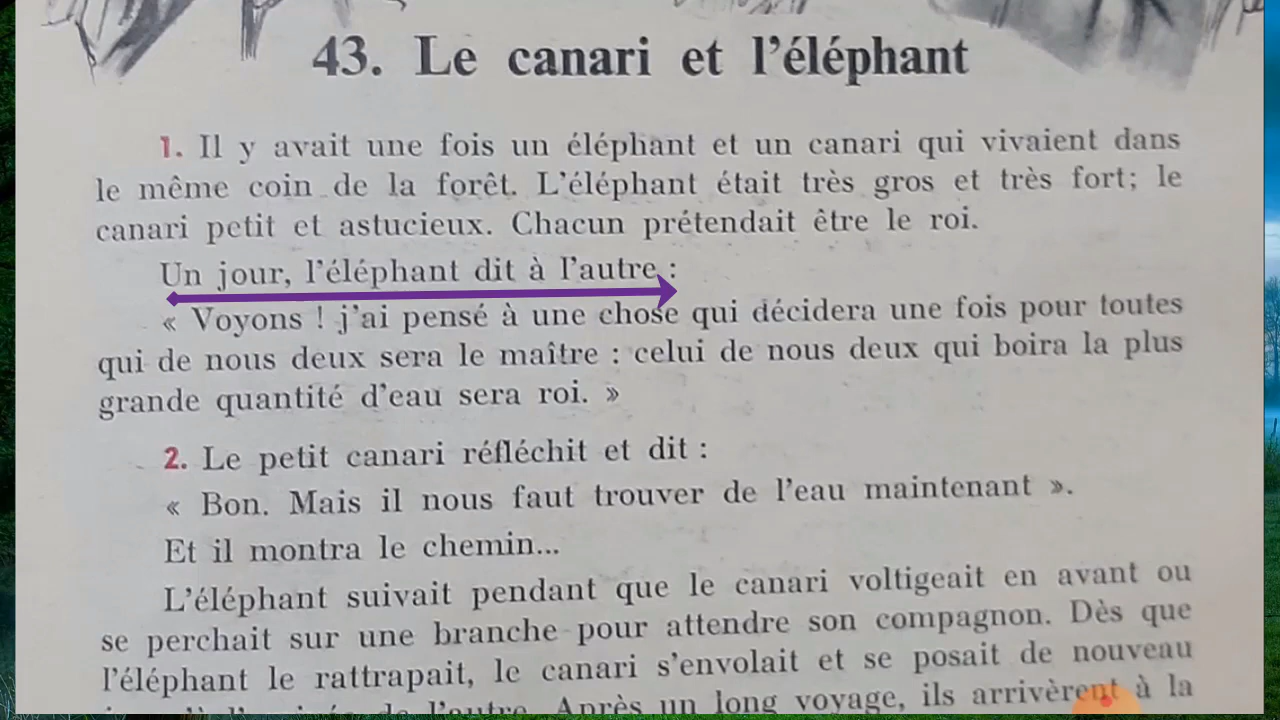 43. Le canari et l'éléphant
1. Il y avait une fois un éléphant et un canari qui vivaient dans
le même coin de la forêt. L'éléphant était très gros et très fort; le
canari petit et astucieux. Chacun prétendait être le roi.
Un jour, l'éléphant dit à l'autre :
« Voyons ! j'ai pensé à une chose qui décidera une fois pour toutes
qui de nous deux sera le maître : celui de nous deux qui boira la plus
grande quantité d'eau sera roi. »
2. Le petit canari réfléchit et dit :
« Bon. Mais il nous faut trouver de l'eau maintenant ».
Et il montra le chemin...
L'éléphant suivait pendant que le canari voltigeait en avant ou
se perchait sur une branche pour attendre son compagnon. Dès que
l'éléphant le rattrapait, le canari s'envolait et se posait de nouveau
de l'autre. Après un long voyage, ils arrivèrent à la